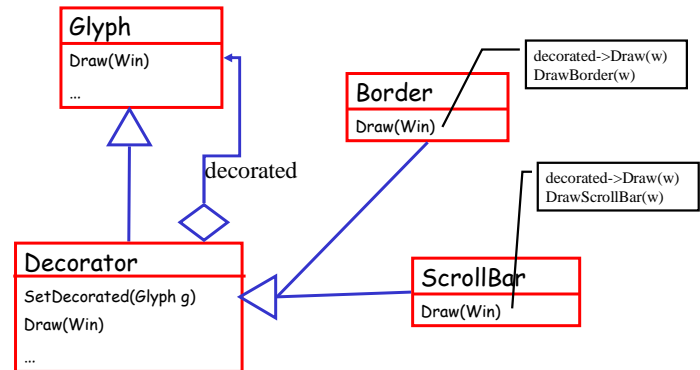 Glyph
Draw(Win)
...
decorated
Decorator
SetDecorated(Glyph g)
Draw(Win)
...
Border
Draw(Win)
decorated->Draw(w)
DrawBorder(w)
ScrollBar
Draw(Win)
decorated->Draw(w)
DrawScrollBar(w)